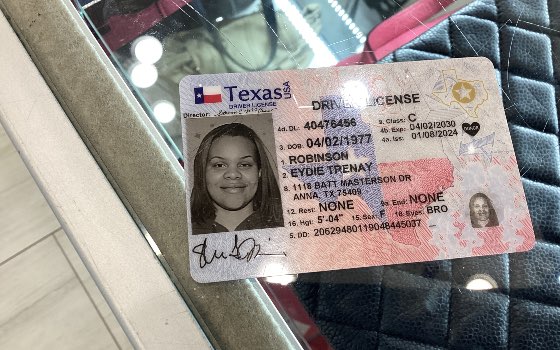 Texas USA
DRIVER LICENSE
Director
DRIVER LICENSE
4d. DL: 40476456 9. Class: C
3. DOB: 04/02/1977 4b. Exp: 04/02/2030
4a. Iss: 01/08/2024
DONOR
1. ROBINSON
2. EYDIE TRENAY
8. 1118 BATT MASTERSON DR
ANNA, TX 75409
12. Rest: NONE 9a. End: NONE
16. Hgt: 5'-04" 15. Sex: F 18. Eyes: BRO
5. DD: 20629480119048445037